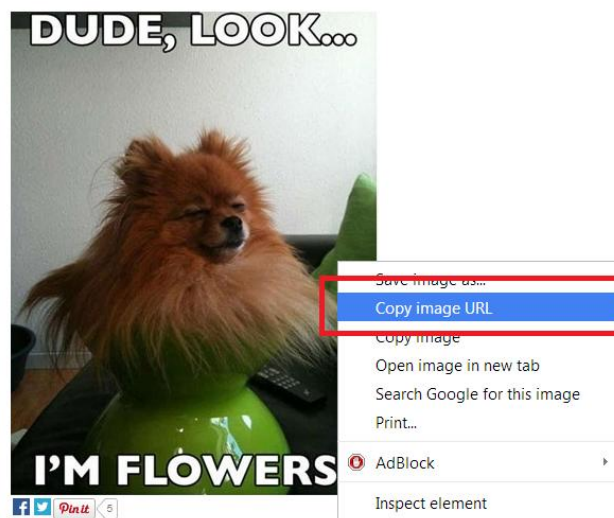 DUDE, LOOK...
I'M FLOWERS
Save image as...
Copy image URL
Copy image
Open image in new tab
Search Google for this image
Print...
AdBlock
Inspect element
Pin it
5